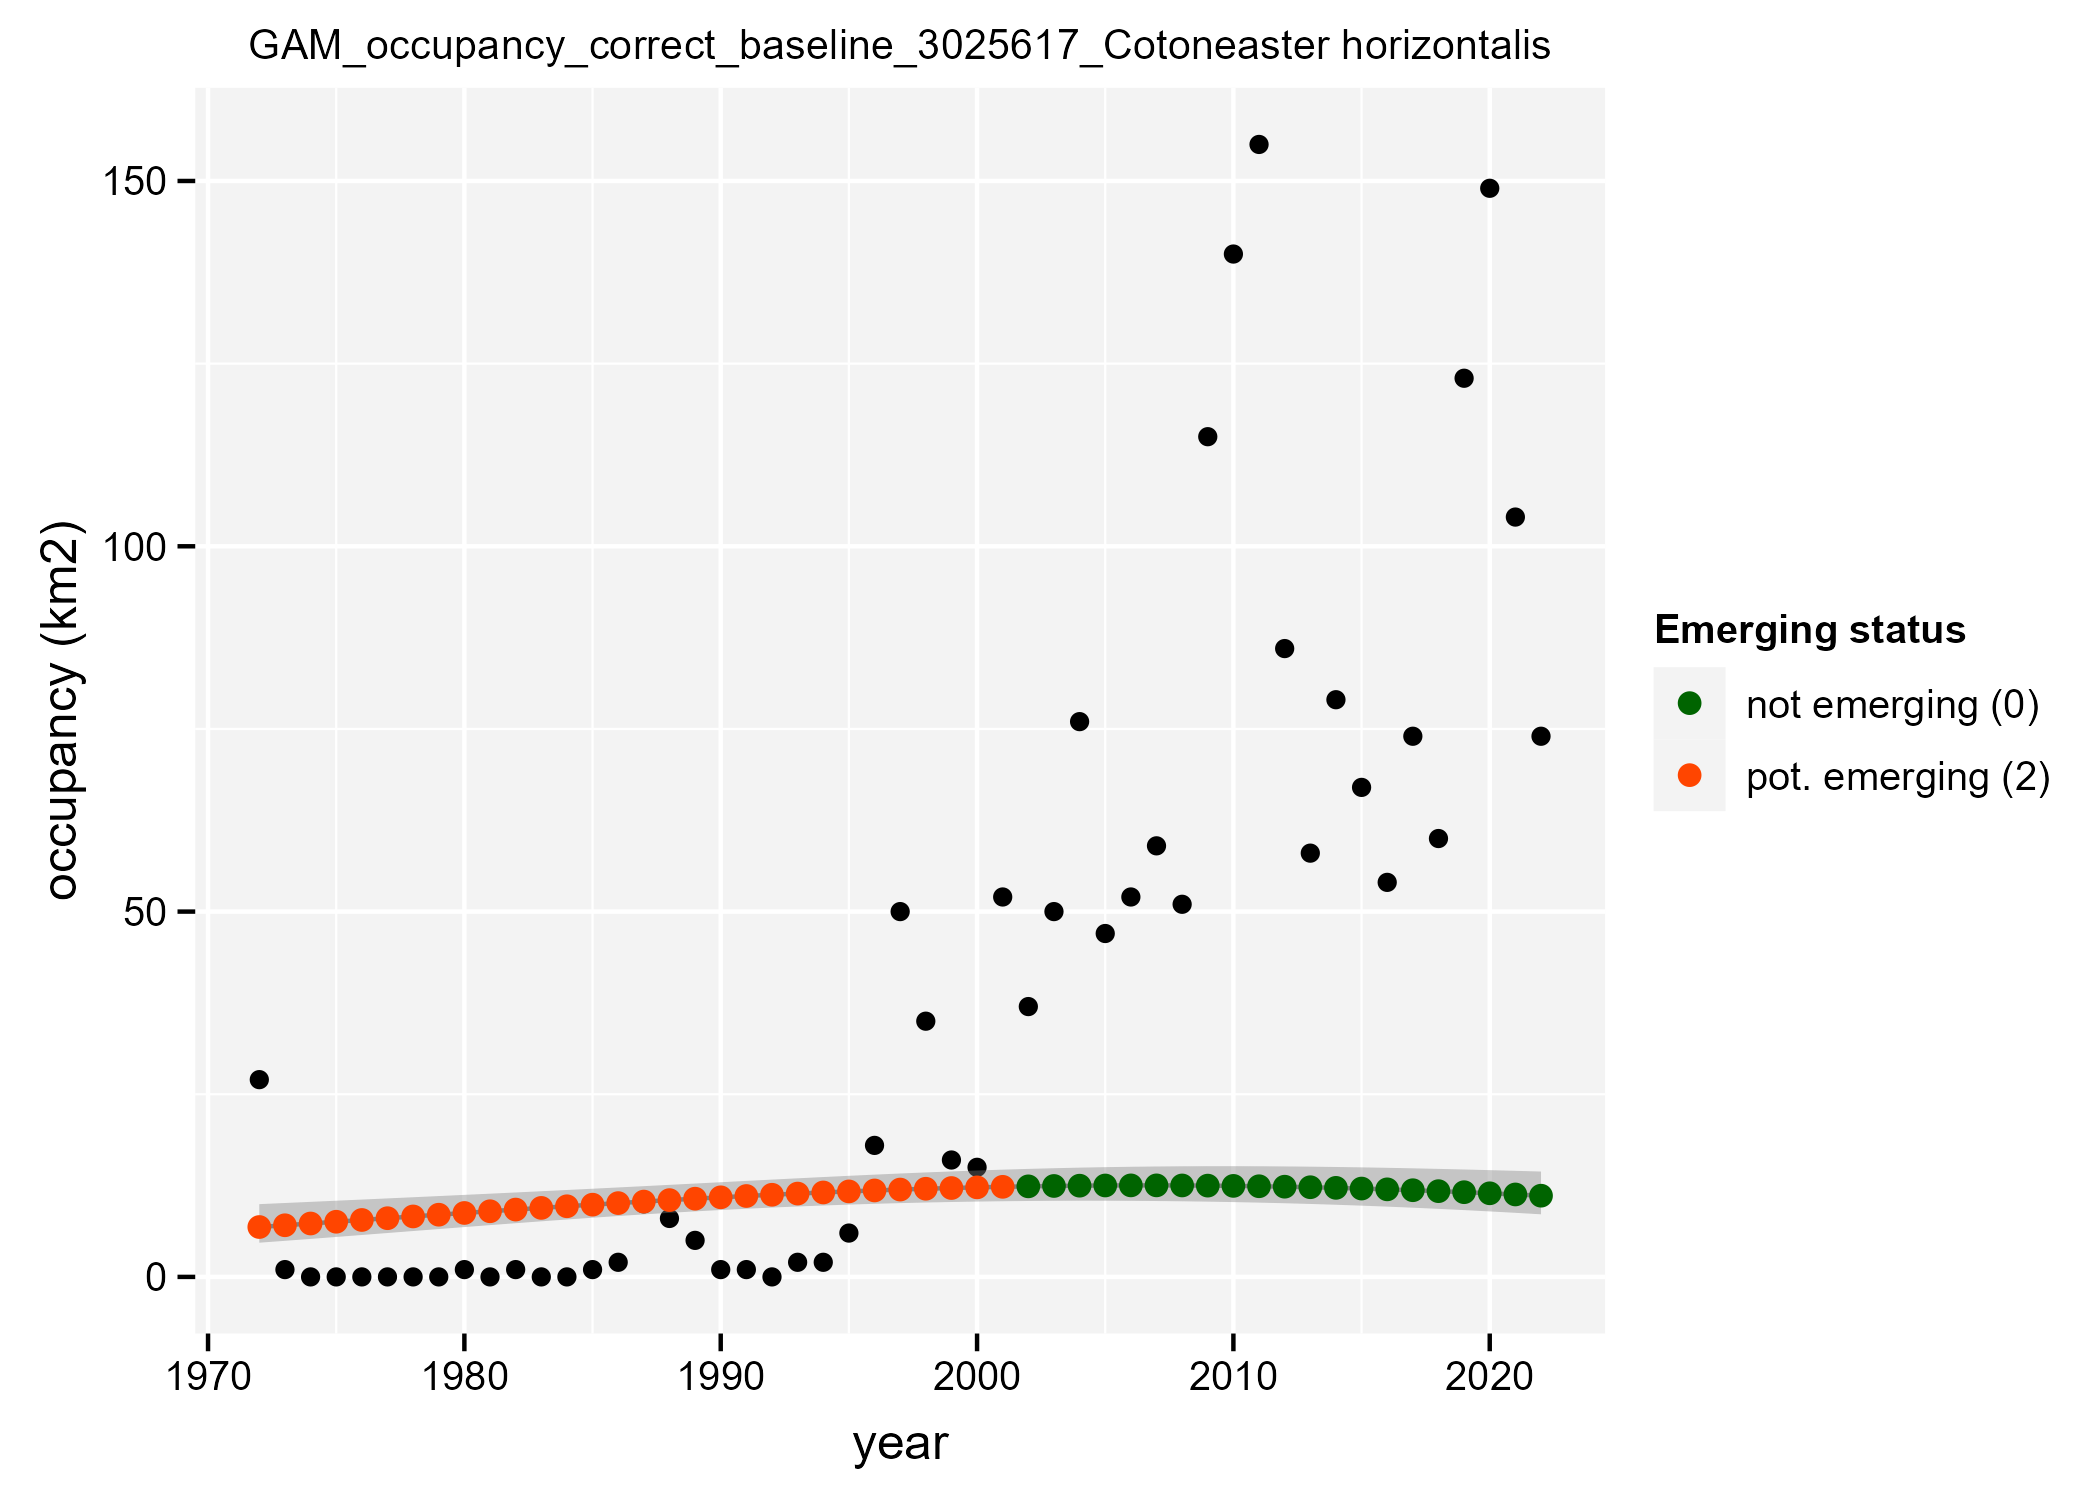 GAM_occupancy_correct_baseline_3025617_Cotoneaster horizontalis
150
100
50
0
occupancy (km2)
1970 1980 1990 2000 2010 2020
year
Emerging status
not emerging (0)
pot. emerging (2)